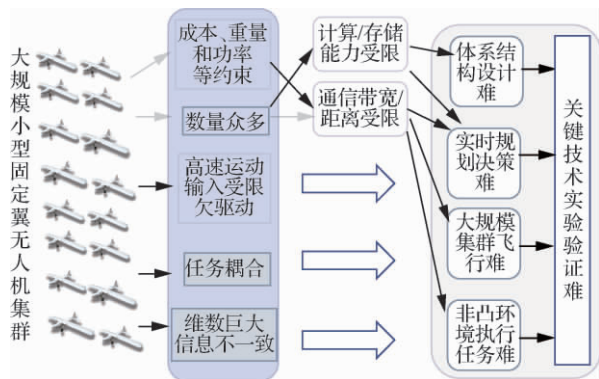 大规模小型固定翼无人机集群
成本、重量
和功率
等约束
数量众多
高速运动
输入受限
欠驱动
任务耦合
维数巨大
信息不一致
计算/存储
能力受限
通信带宽/
距离受限
体系结
构设计
难
实时规
划决策
难
大规模
集群飞
行难
非凸环
境执行
任务难
关键技术实验验证难